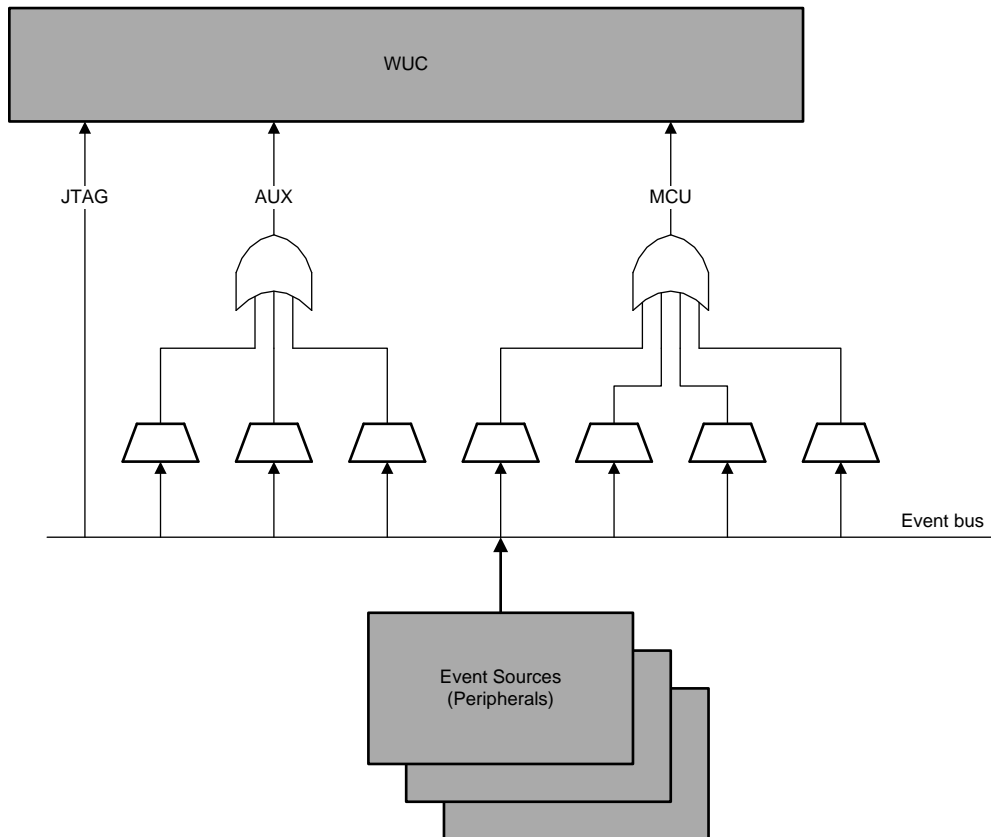 WUC
JTAG
AUX
MCU
Event bus
Event Sources
(Peripherals)